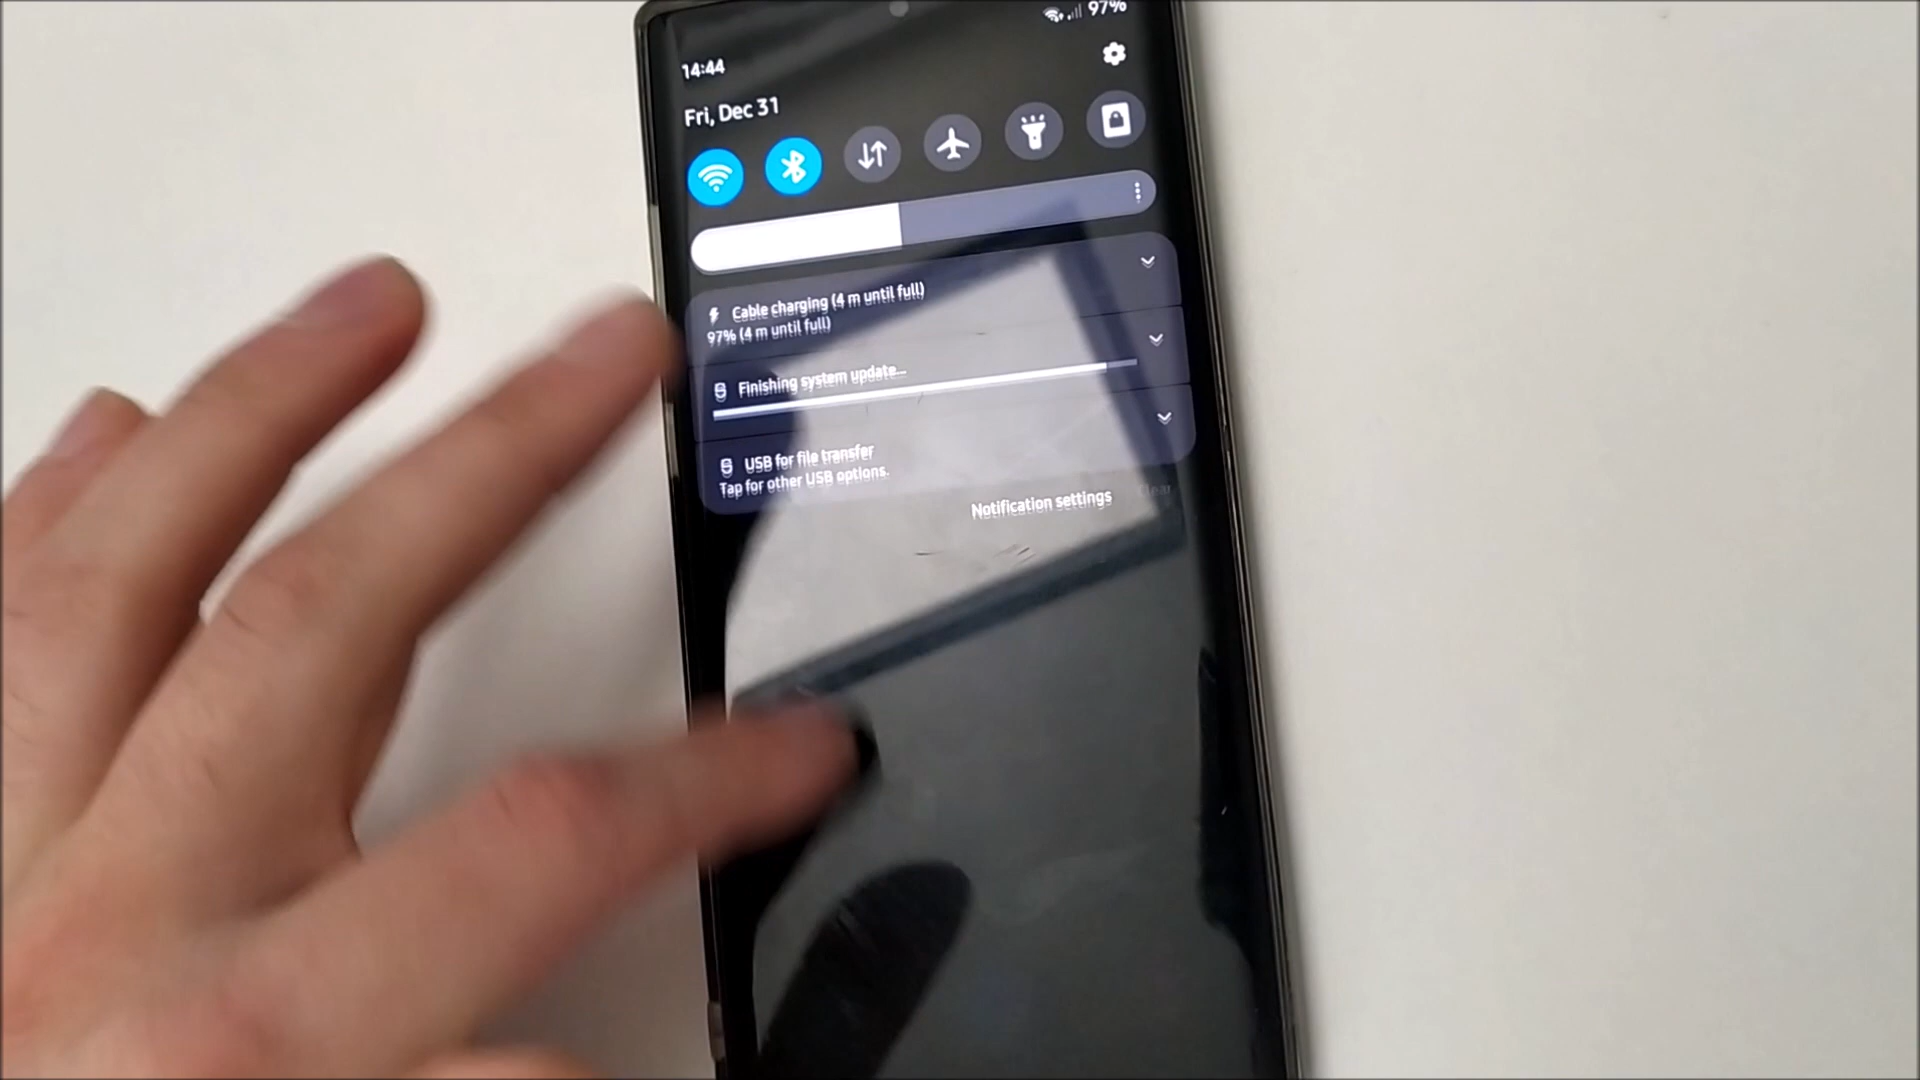 97%
14:44
Fri, Dec 31
Cable charging (4 m until full)
97% (4 m until full)
Finishing system update...
USB for file transfer
Tap for other USB options.
Notification settings
Clear